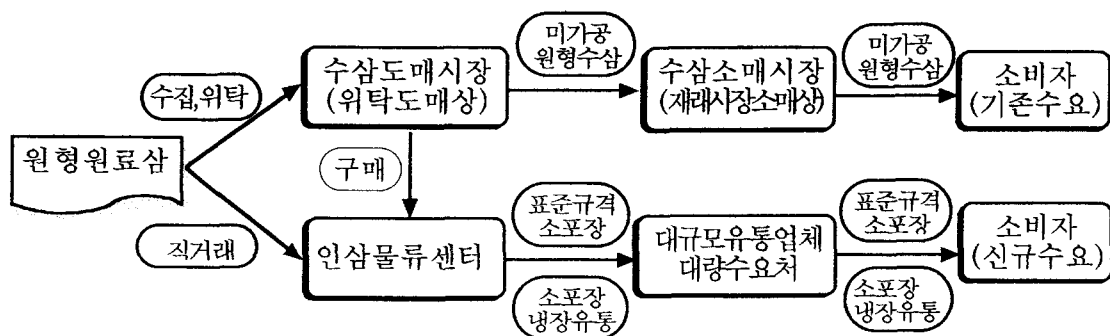 원형원료삼
수집,위탁
직거래
수삼도매시장
(위탁도매상)
미가공
원형수삼
수삼소매시장
(재래시장소매상)
미가공
원형수삼
소비자
(기존수요)
구매
인삼물류센터
표준규격
소포장
소포장
냉장유통
대규모유통업체
대량수요처
표준규격
소포장
소포장
냉장유통
소비자
(신규수요)